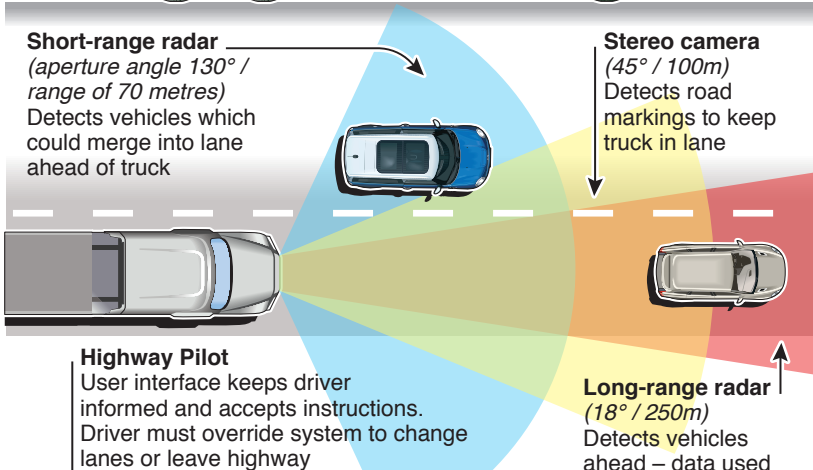 Short-range radar
(aperture angle 130° /
range of 70 metres)
Detects vehicles which
could merge into lane
ahead of truck
Stereo camera
(45° / 100m)
Detects road
markings to keep
truck in lane
Highway Pilot
User interface keeps driver
informed and accepts instructions.
Driver must override system to change
lanes or leave highway
Long-range radar
(18° / 250m)
Detects vehicles
ahead – data used